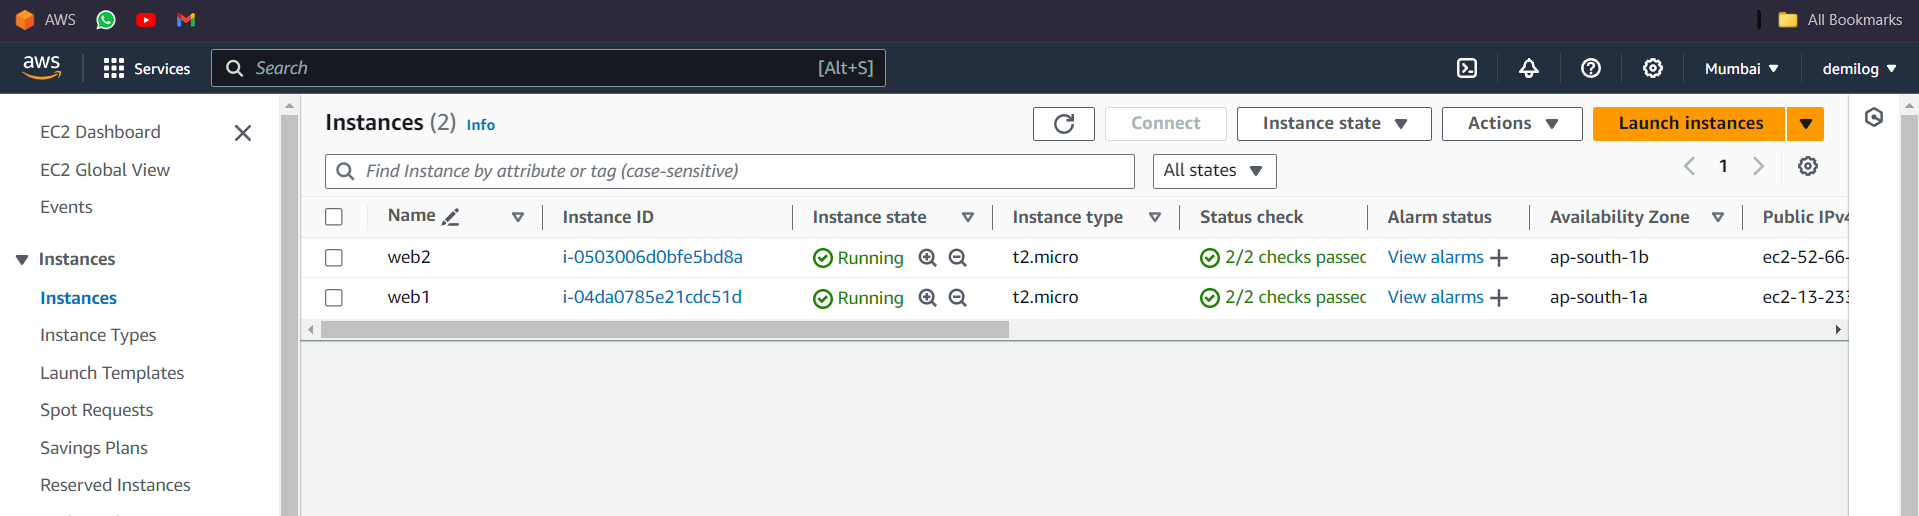 AWS
All Bookmarks
aws
Services
Search
[Alt+S]
Mumbai
demilog
EC2 Dashboard
EC2 Global View
Events
Instances
Instances
Instance Types
Launch Templates
Spot Requests
Savings Plans
Reserved Instances
Instances (2) Info
Connect
Instance state
Actions
Launch instances
Find Instance by attribute or tag (case-sensitive)
All states
1
Name Instance ID Instance state Instance type Status check Alarm status Availability Zone Public IPv4
web2 i-0503006d0bfe5bd8a Running t2.micro 2/2 checks passed View alarms ap-south-1b ec2-52-66-
web1 i-04da0785e21cdc51d Running t2.micro 2/2 checks passed View alarms ap-south-1a ec2-13-233